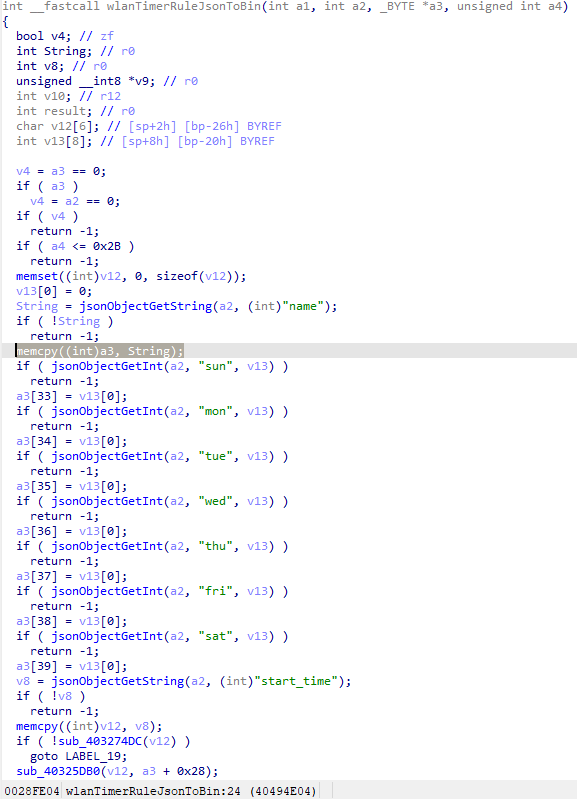 int __fastcall wlanTimerRuleJsonToBin(int a1, int a2, _BYTE *a3, unsigned int a4)
{
bool v4; // zf
int String; // r0
int v8; // r0
unsigned __int8 *v9; // r0
int v10; // r12
int result; // r0
char v12[6]; // [sp+2h] [bp-26h] BYREF
int v13[8]; // [sp+8h] [bp-20h] BYREF
v4 = a3 == 0;
if ( a3 )
v4 = a2 == 0;
if ( v4 )
return -1;
if ( a4 <= 0x2B )
return -1;
memset((int)v12, 0, sizeof(v12));
v13[0] = 0;
String = jsonObjectGetString(a2, (int)"name");
if ( !String )
return -1;
memcpy((int)a3, String);
if ( jsonObjectGetInt(a2, "sun", v13) )
return -1;
a3[33] = v13[0];
if ( jsonObjectGetInt(a2, "mon", v13) )
return -1;
a3[34] = v13[0];
if ( jsonObjectGetInt(a2, "tue", v13) )
return -1;
a3[35] = v13[0];
if ( jsonObjectGetInt(a2, "wed", v13) )
return -1;
a3[36] = v13[0];
if ( jsonObjectGetInt(a2, "thu", v13) )
return -1;
a3[37] = v13[0];
if ( jsonObjectGetInt(a2, "fri", v13) )
return -1;
a3[38] = v13[0];
if ( jsonObjectGetInt(a2, "sat", v13) )
return -1;
a3[39] = v13[0];
v8 = jsonObjectGetString(a2, (int)"start_time");
if ( !v8 )
return -1;
memcpy((int)v12, v8);
if ( !sub_403274DC(v12) )
goto LABEL_19;
sub_40325DB0(v12, a3 + 0x28);
0028FE04 wlanTimerRuleJsonToBin:24 (40494E04)